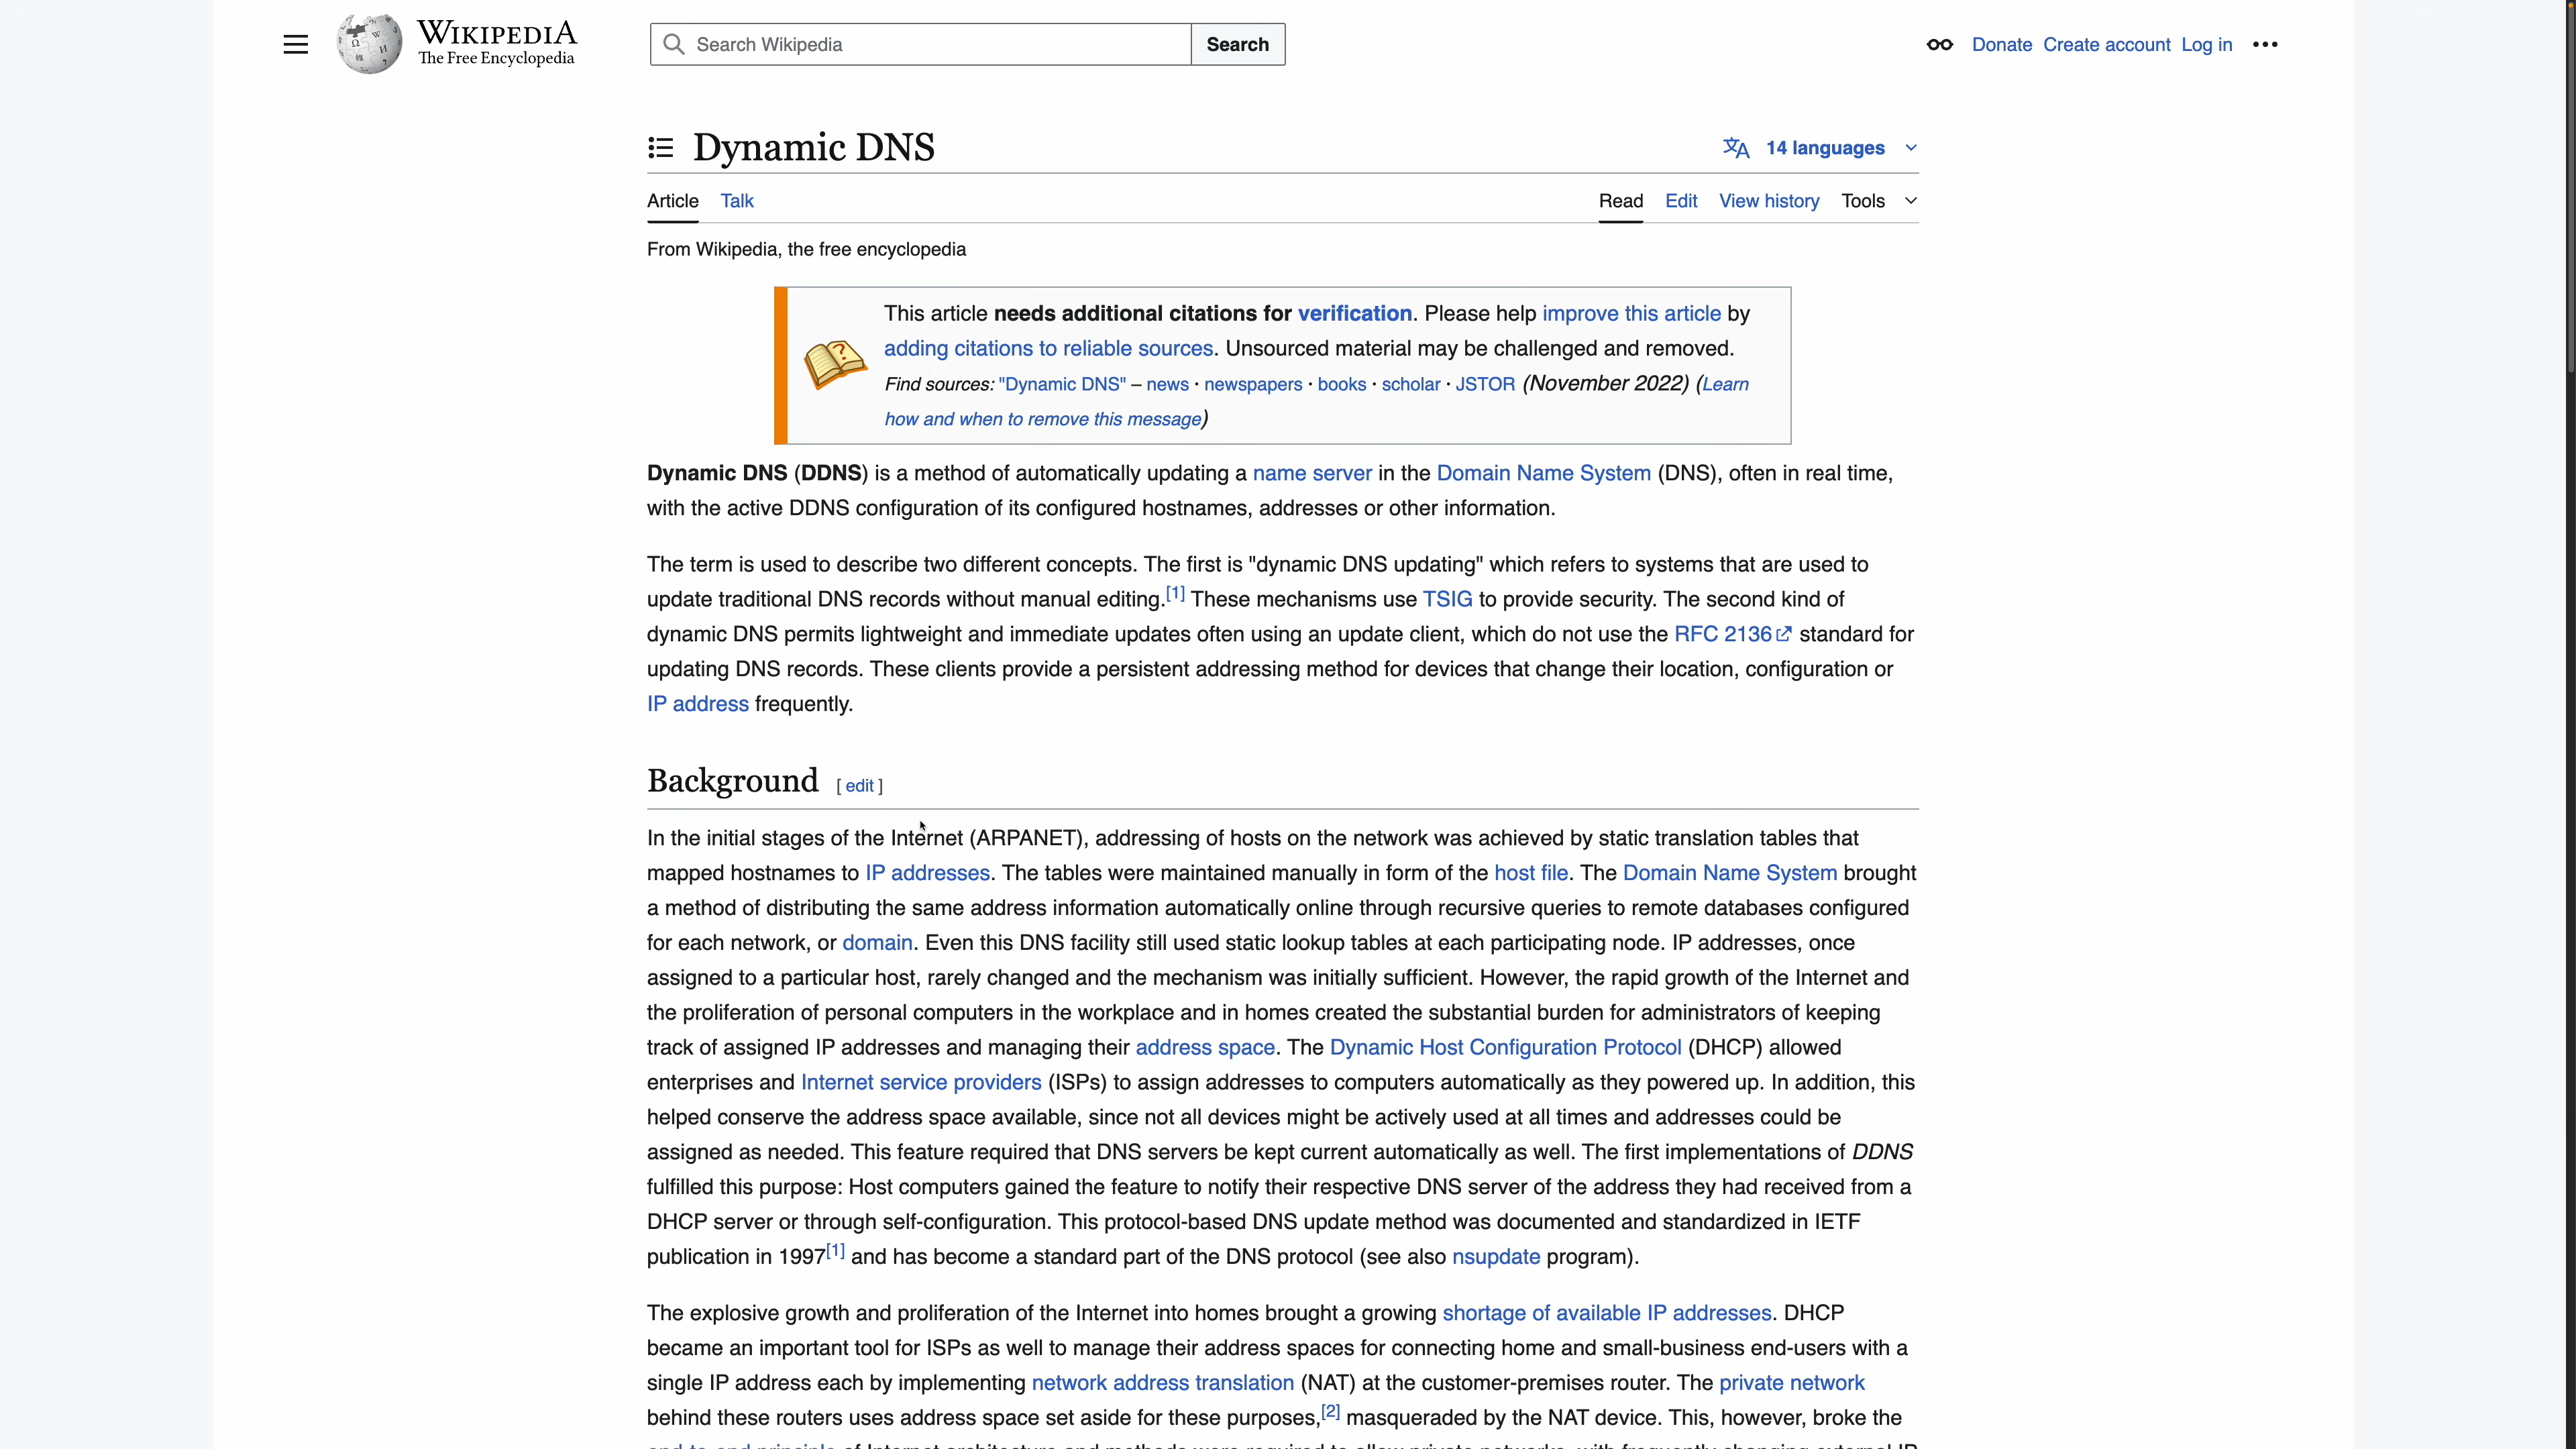 WIKIPEDIA
The Free Encyclopedia
Search Wikipedia
Search
Donate Create account Log in
Dynamic DNS
14 languages
Article Talk
Read Edit View history Tools
From Wikipedia, the free encyclopedia
This article needs additional citations for verification. Please help improve this article by
adding citations to reliable sources. Unsourced material may be challenged and removed.
Find sources: "Dynamic DNS" – news · newspapers · books · scholar · JSTOR (November 2022) (Learn
how and when to remove this message)
Dynamic DNS (DDNS) is a method of automatically updating a name server in the Domain Name System (DNS), often in real time,
with the active DDNS configuration of its configured hostnames, addresses or other information.
The term is used to describe two different concepts. The first is "dynamic DNS updating" which refers to systems that are used to
update traditional DNS records without manual editing.[1] These mechanisms use TSIG to provide security. The second kind of
dynamic DNS permits lightweight and immediate updates often using an update client, which do not use the RFC 2136 standard for
updating DNS records. These clients provide a persistent addressing method for devices that change their location, configuration or
IP address frequently.
Background [ edit ]
In the initial stages of the Internet (ARPANET), addressing of hosts on the network was achieved by static translation tables that
mapped hostnames to IP addresses. The tables were maintained manually in form of the host file. The Domain Name System brought
a method of distributing the same address information automatically online through recursive queries to remote databases configured
for each network, or domain. Even this DNS facility still used static lookup tables at each participating node. IP addresses, once
assigned to a particular host, rarely changed and the mechanism was initially sufficient. However, the rapid growth of the Internet and
the proliferation of personal computers in the workplace and in homes created the substantial burden for administrators of keeping
track of assigned IP addresses and managing their address space. The Dynamic Host Configuration Protocol (DHCP) allowed
enterprises and Internet service providers (ISPs) to assign addresses to computers automatically as they powered up. In addition, this
helped conserve the address space available, since not all devices might be actively used at all times and addresses could be
assigned as needed. This feature required that DNS servers be kept current automatically as well. The first implementations of DDNS
fulfilled this purpose: Host computers gained the feature to notify their respective DNS server of the address they had received from a
DHCP server or through self-configuration. This protocol-based DNS update method was documented and standardized in IETF
publication in 1997[1] and has become a standard part of the DNS protocol (see also nsupdate program).
The explosive growth and proliferation of the Internet into homes brought a growing shortage of available IP addresses. DHCP
became an important tool for ISPs as well to manage their address spaces for connecting home and small-business end-users with a
single IP address each by implementing network address translation (NAT) at the customer-premises router. The private network
behind these routers uses address space set aside for these purposes,[2] masqueraded by the NAT device. This, however, broke the